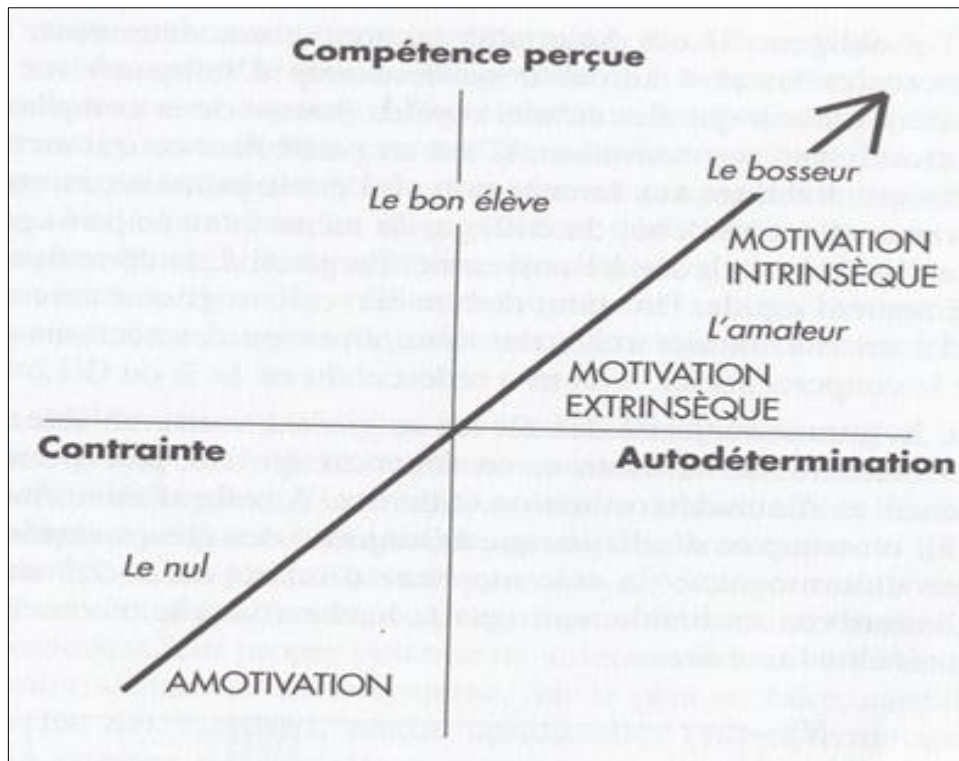 Compétence perçue
Le bosseur
Le bon élève
MOTIVATION
INTRINSÈQUE
L'amateur
MOTIVATION
EXTRINSÈQUE
Contrainte
Autodétermination
Le nul
AMOTIVATION